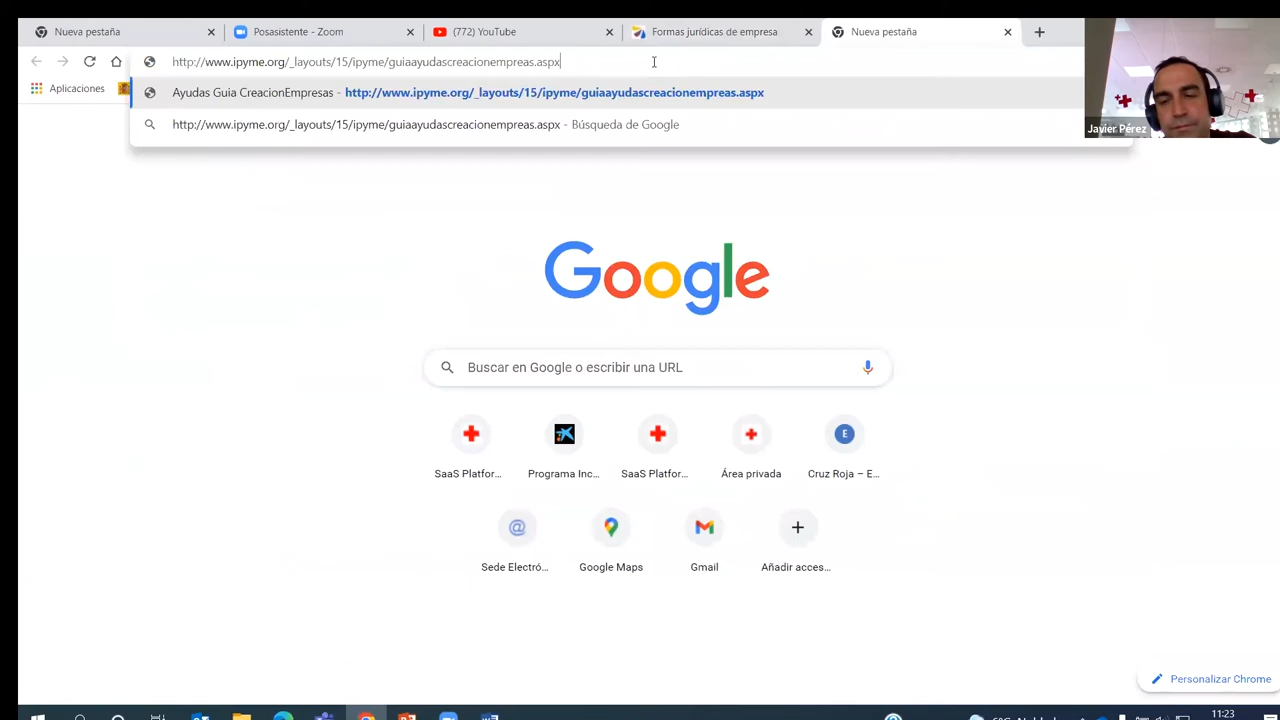 Nueva pestaña
Posasistente - Zoom
(772) YouTube
Formas jurídicas de empresa
Nueva pestaña
http://www.ipyme.org/_layouts/15/ipyme/guiaayudascreacionempreas.aspx
Aplicaciones
Ayudas Guia CreacionEmpresas - http://www.ipyme.org/_layouts/15/ipyme/guiaayudascreacionempreas.aspx
http://www.ipyme.org/_layouts/15/ipyme/guiaayudascreacionempreas.aspx - Búsqueda de Google
Javier Pérez
Google
Buscar en Google o escribir una URL
E
SaaS Platfor...
Programa Inc...
SaaS Platfor...
Área privada
Cruz Roja – E...
@
Sede Electró...
Google Maps
Gmail
Añadir acces...
Personalizar Chrome
11:23